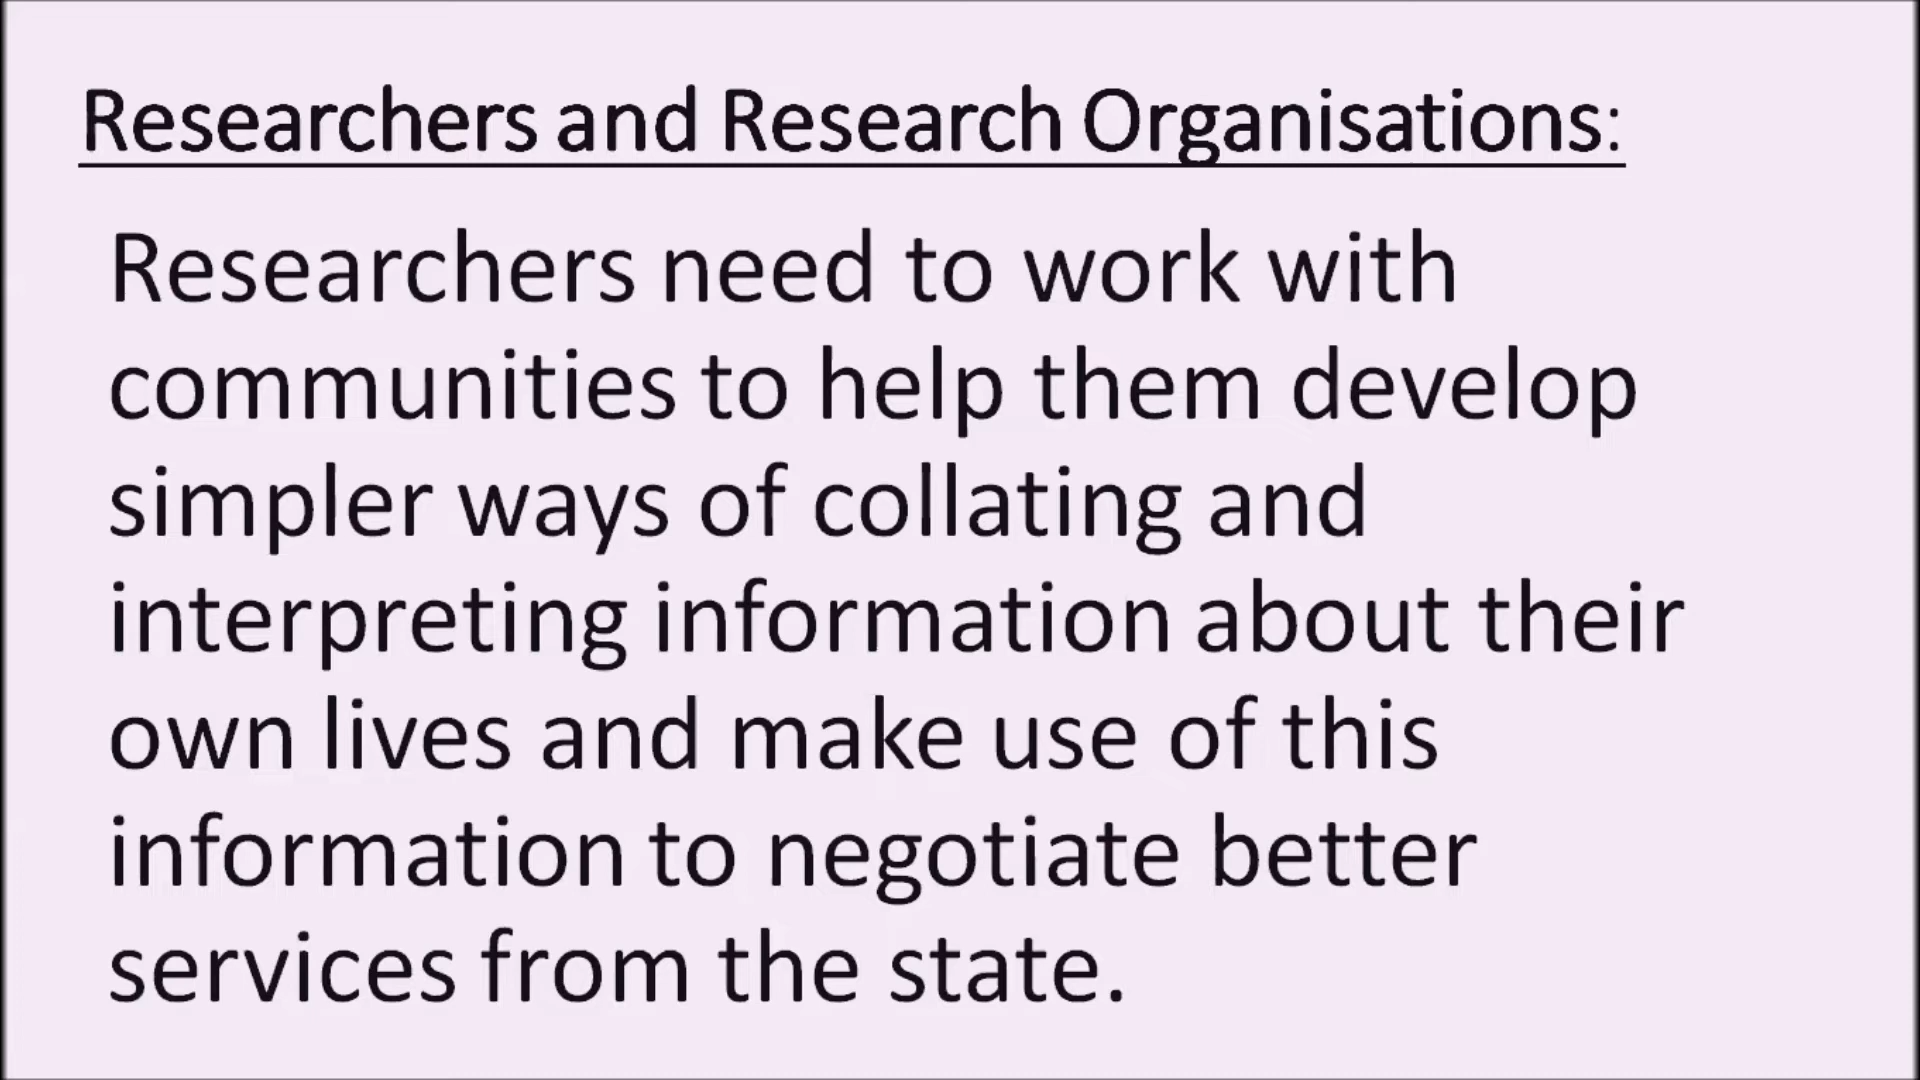 Researchers and Research Organisations:
Researchers need to work with
communities to help them develop
simpler ways of collating and
interpreting information about their
own lives and make use of this
information to negotiate better
services from the state.